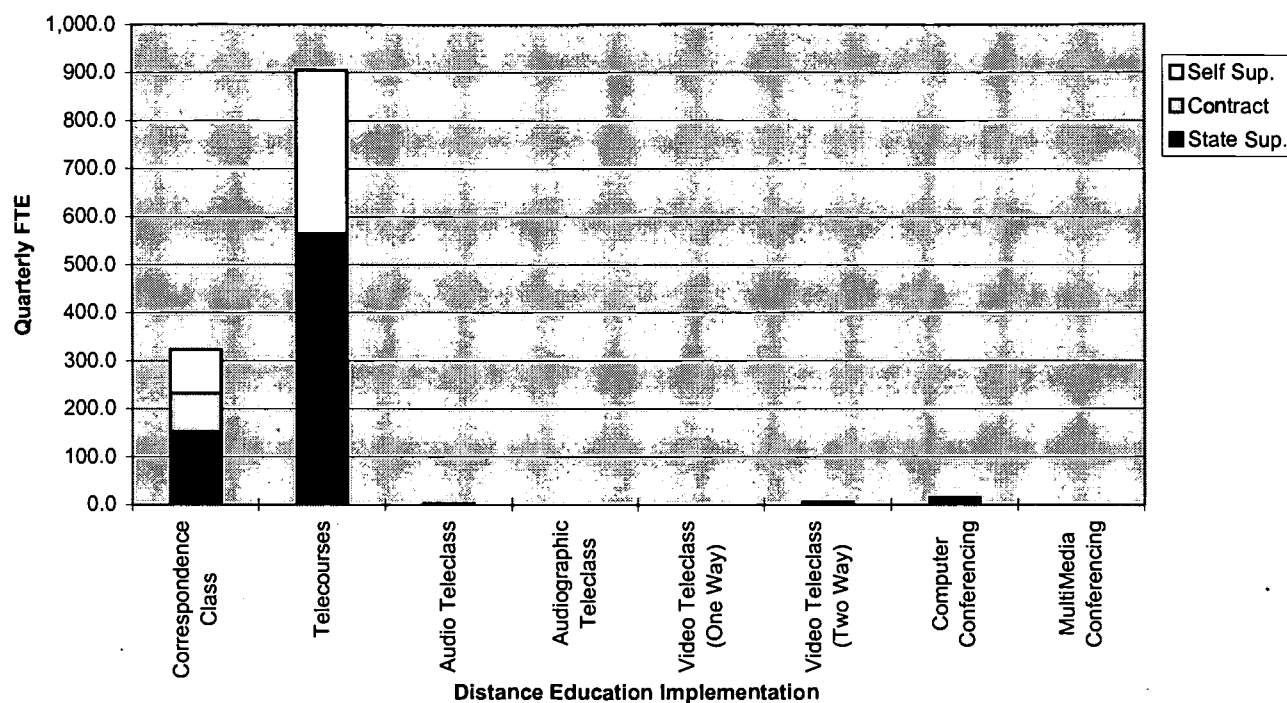 1,000.0
900.0
800.0
700.0
600.0
500.0
400.0
300.0
200.0
100.0
0.0
Quarterly FTE
Self Sup.
Contract
State Sup.
Correspondence
Class
Telecourses
Audio Teleclass
Audiographic
Teleclass
Video Teleclass
(One Way)
Video Teleclass
(Two Way)
Computer
Conferencing
MultiMedia
Conferencing
Distance Education Implementation